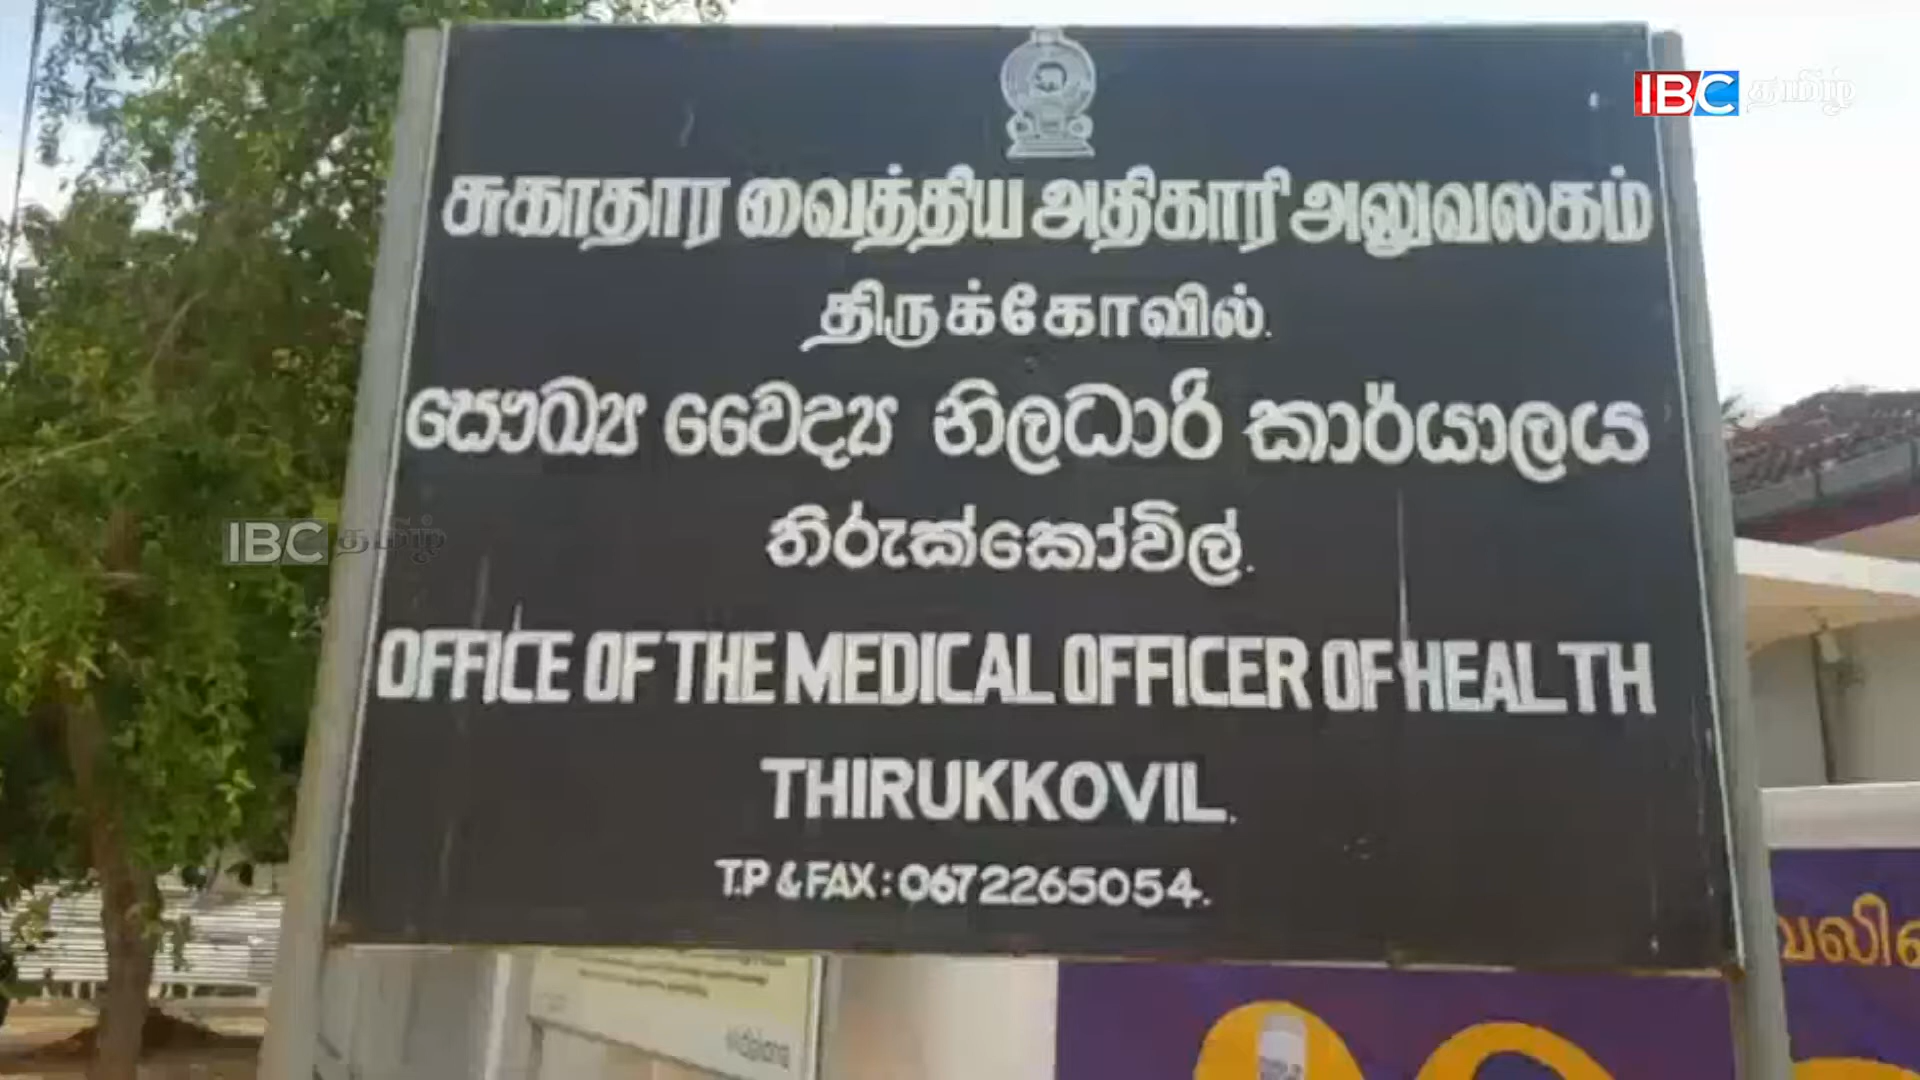 IBC தமிழ்
சுகாதார வைத்திய அதிகாரி அலுவலகம்
திருக்கோவில்.
සෞඛ්‍ය වෛද්‍ය නිලධාරි කාර්යාලය
තිරුක්කෝවිල්.
IBC தமிழ்
OFFICE OF THE MEDICAL OFFICER OF HEALTH
THIRUKKOVIL.
T.P & FAX : 0672265054.